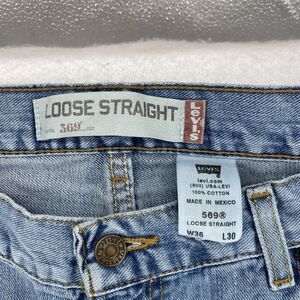 LOOSE STRAIGHT
569
LEVI'S
LEVI'S
levi.com
(800) USA-LEVI
100% COTTON
MADE IN MEXICO
569®
LOOSE STRAIGHT
W36 L30